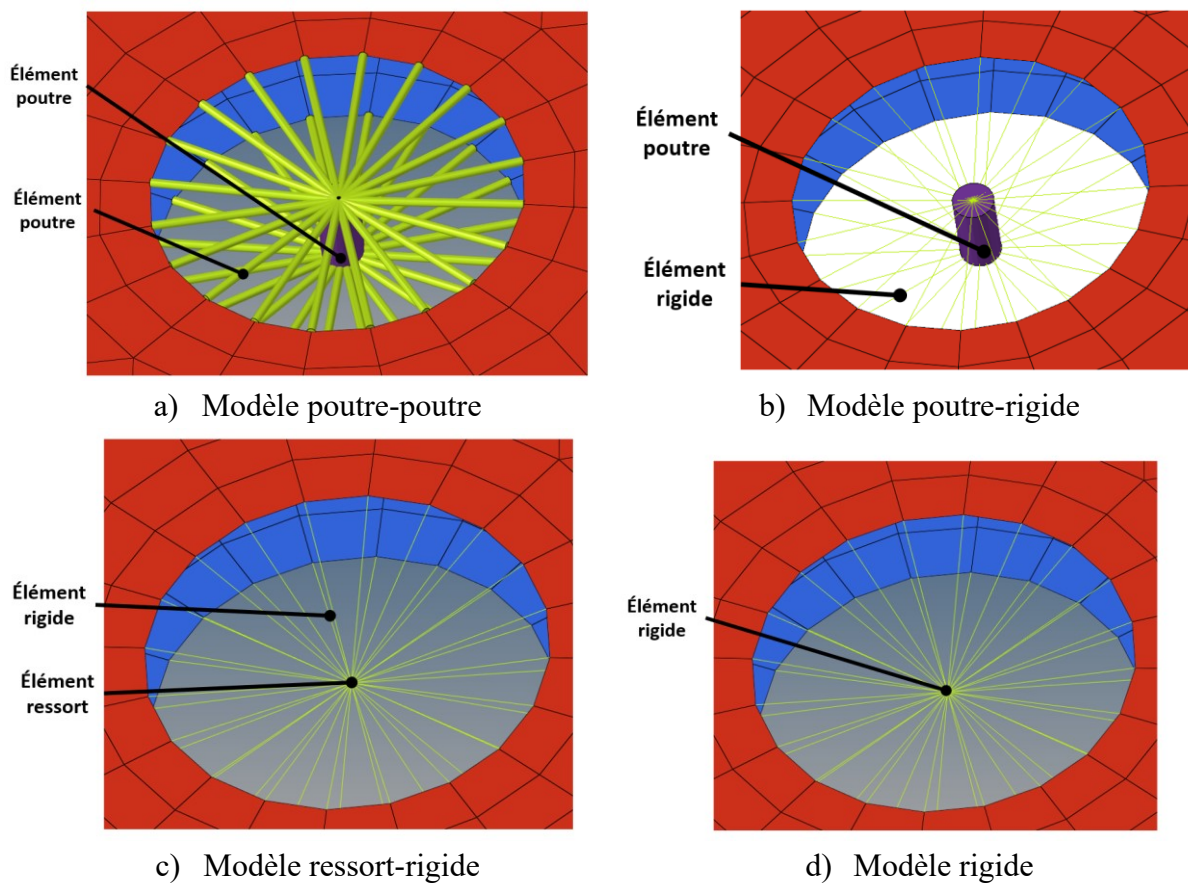 Élément
poutre
Élément
poutre
a) Modèle poutre-poutre
Élément
poutre
Élément
rigide
b) Modèle poutre-rigide
Élément
rigide
Élément
ressort
c) Modèle ressort-rigide
Élément
rigide
d) Modèle rigide